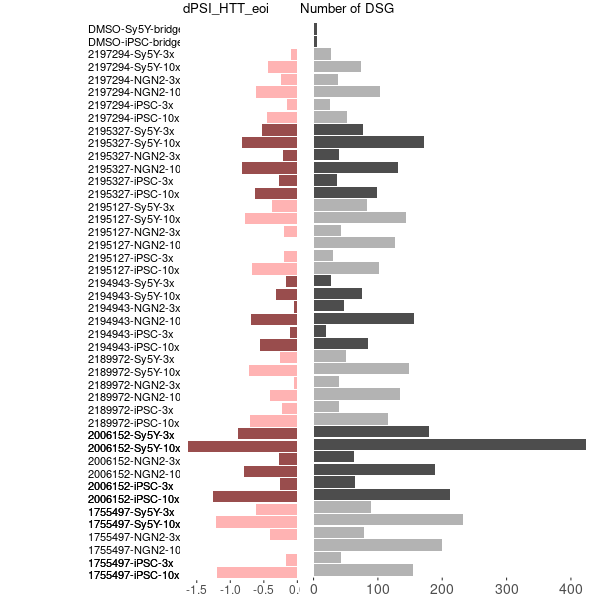 dPSI_HTT_eoi Number of DSG
DMSO-Sy5Y-bridge
DMSO-iPSC-bridge
2197294-Sy5Y-3x
2197294-Sy5Y-10x
2197294-NGN2-3x
2197294-NGN2-10
2197294-iPSC-3x
2197294-iPSC-10x
2195327-Sy5Y-3x
2195327-Sy5Y-10x
2195327-NGN2-3x
2195327-NGN2-10
2195327-iPSC-3x
2195327-iPSC-10x
2195127-Sy5Y-3x
2195127-Sy5Y-10x
2195127-NGN2-3x
2195127-NGN2-10
2195127-iPSC-3x
2195127-iPSC-10x
2194943-Sy5Y-3x
2194943-Sy5Y-10x
2194943-NGN2-3x
2194943-NGN2-10
2194943-iPSC-3x
2194943-iPSC-10x
2189972-Sy5Y-3x
2189972-Sy5Y-10x
2189972-NGN2-3x
2189972-NGN2-10
2189972-iPSC-3x
2189972-iPSC-10x
2006152-Sy5Y-3x
2006152-Sy5Y-10x
2006152-NGN2-3x
2006152-NGN2-10
2006152-iPSC-3x
2006152-iPSC-10x
1755497-Sy5Y-3x
1755497-Sy5Y-10x
1755497-NGN2-3x
1755497-NGN2-10
1755497-iPSC-3x
1755497-iPSC-10x
-1.5 -1.0 -0.5 0. 0 100 200 300 400